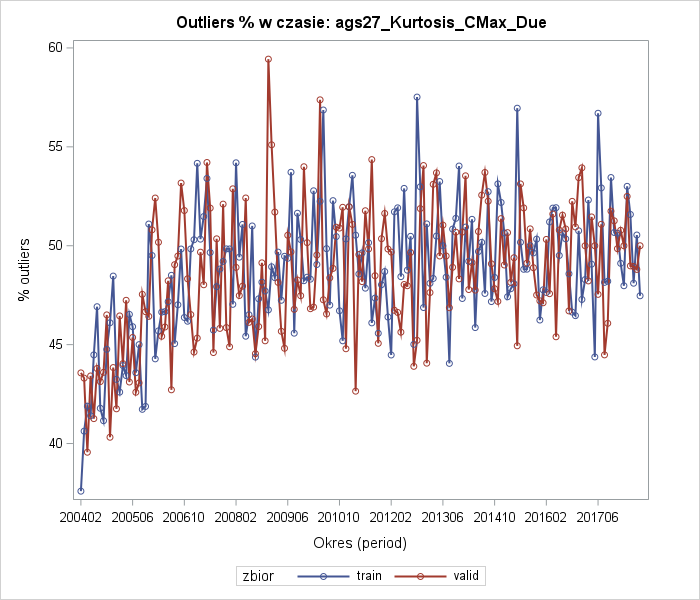 Outliers % w czasie: ags27_Kurtosis_CMax_Due
% outliers
60
55
50
45
40
200402 200506 200610 200802 200906 201010 201202 201306 201410 201602 201706
Okres (period)
zbior train valid